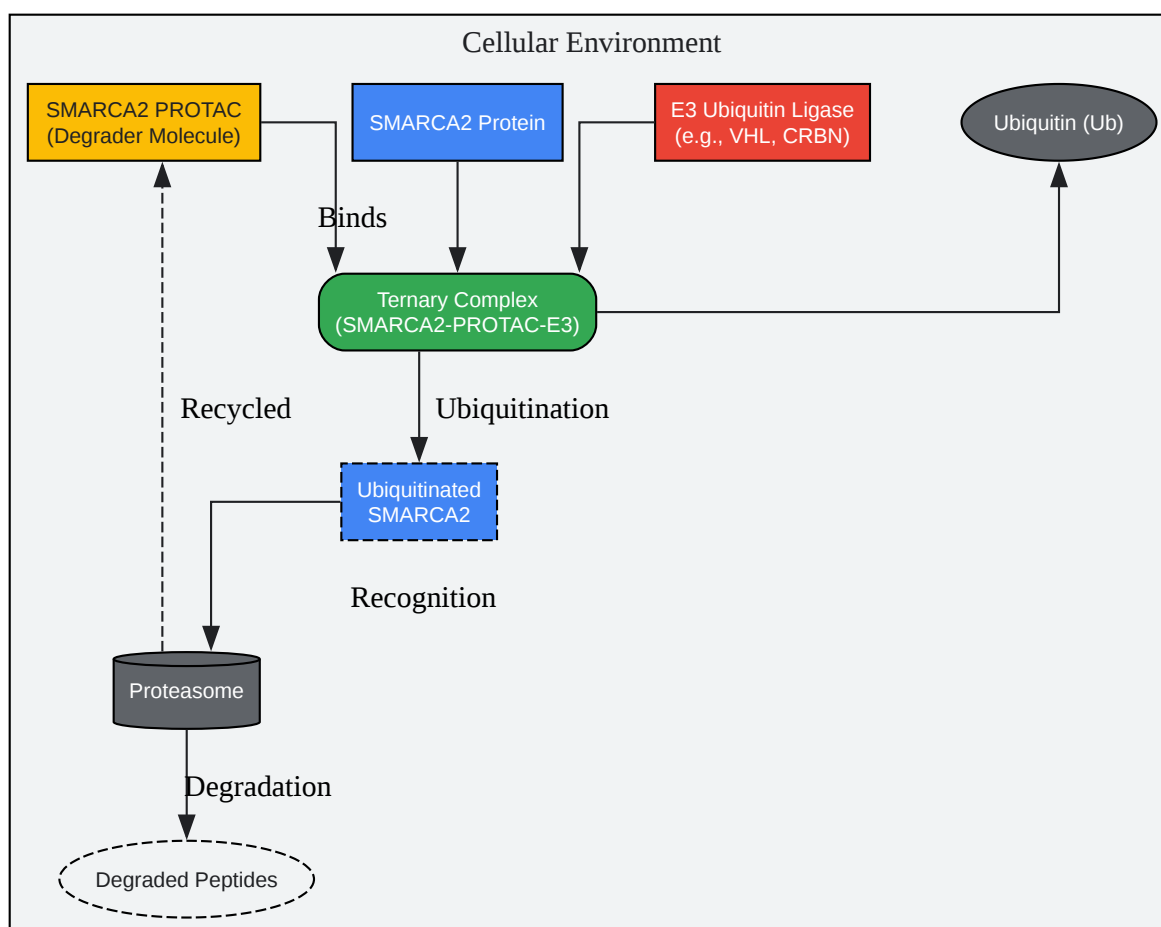 Cellular Environment
SMARCA2 PROTAC
(Degrader Molecule)
SMARCA2 Protein
E3 Ubiquitin Ligase
(e.g., VHL, CRBN)
Ubiquitin (Ub)
Binds
Ternary Complex
(SMARCA2-PROTAC-E3)
Recycled
Ubiquitination
Ubiquitinated
SMARCA2
Recognition
Proteasome
Degradation
Degraded Peptides